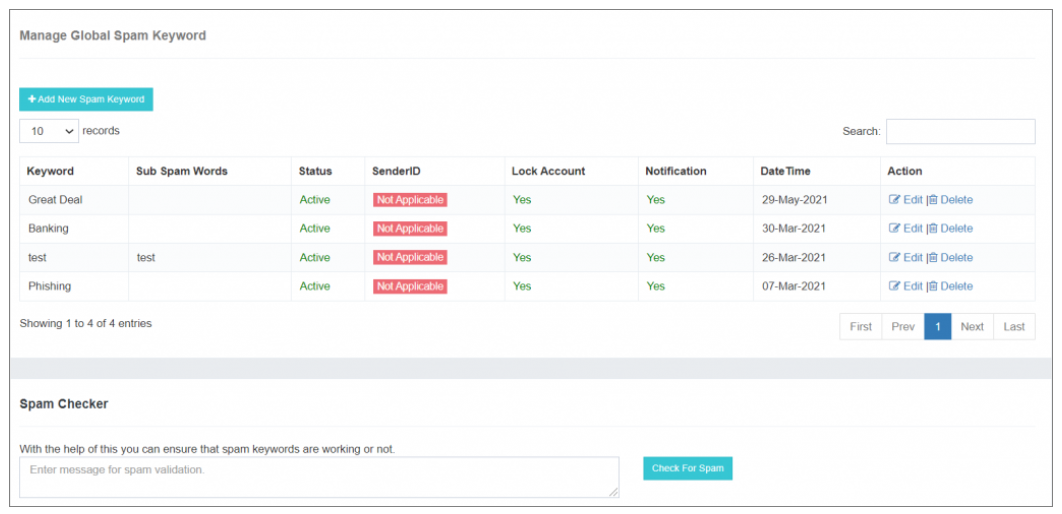 Manage Global Spam Keyword
+ Add New Spam Keyword
10 records Search:
Keyword Sub Spam Words Status SenderID Lock Account Notification DateTime Action
Great Deal Active Not Applicable Yes Yes 29-May-2021 Edit | Delete
Banking Active Not Applicable Yes Yes 30-Mar-2021 Edit | Delete
test test Active Not Applicable Yes Yes 26-Mar-2021 Edit | Delete
Phishing Active Not Applicable Yes Yes 07-Mar-2021 Edit | Delete
Showing 1 to 4 of 4 entries First Prev 1 Next Last
Spam Checker
With the help of this you can ensure that spam keywords are working or not.
Enter message for spam validation. Check For Spam